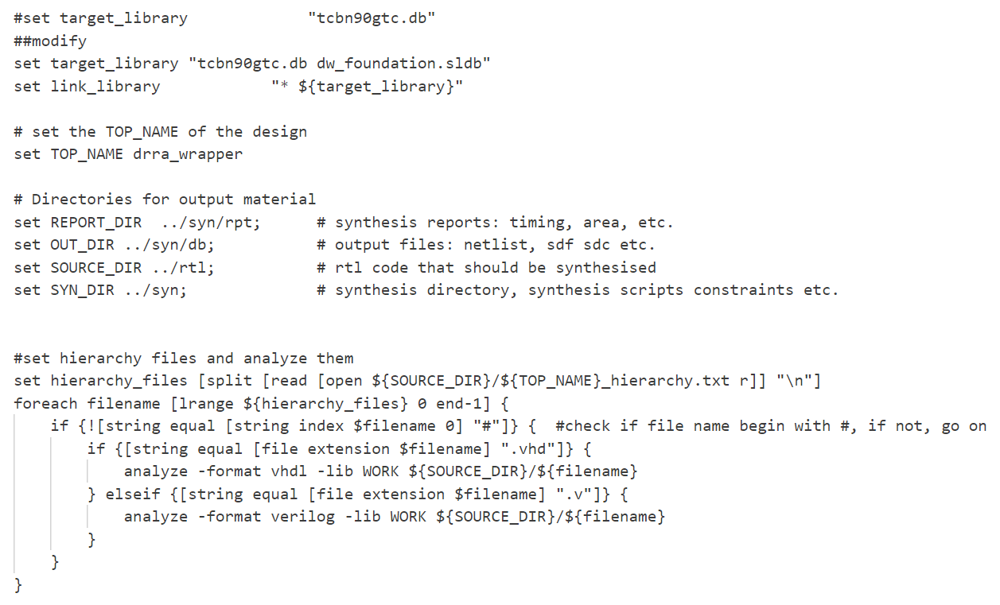 #set target_library             "tcbn90gtc.db"
##modify
set target_library "tcbn90gtc.db dw_foundation.sldb"
set link_library            "* ${target_library}"
# set the TOP_NAME of the design
set TOP_NAME drra_wrapper
# Directories for output material
set REPORT_DIR  ../syn/rpt;      # synthesis reports: timing, area, etc.
set OUT_DIR ../syn/db;           # output files: netlist, sdf sdc etc.
set SOURCE_DIR ../rtl;           # rtl code that should be synthesised
set SYN_DIR ../syn;              # synthesis directory, synthesis scripts constraints etc.
#set hierarchy files and analyze them
set hierarchy_files [split [read [open ${SOURCE_DIR}/${TOP_NAME}_hierarchy.txt r]] "\n"]
foreach filename [lrange ${hierarchy_files} 0 end-1] {
    if {![string equal [string index $filename 0] "#"]} {  #check if file name begin with #, if not, go on
        if {[string equal [file extension $filename] ".vhd"]} {
            analyze -format vhdl -lib WORK ${SOURCE_DIR}/${filename}
        } elseif {[string equal [file extension $filename] ".v"]} {
            analyze -format verilog -lib WORK ${SOURCE_DIR}/${filename}
        }
    }
}